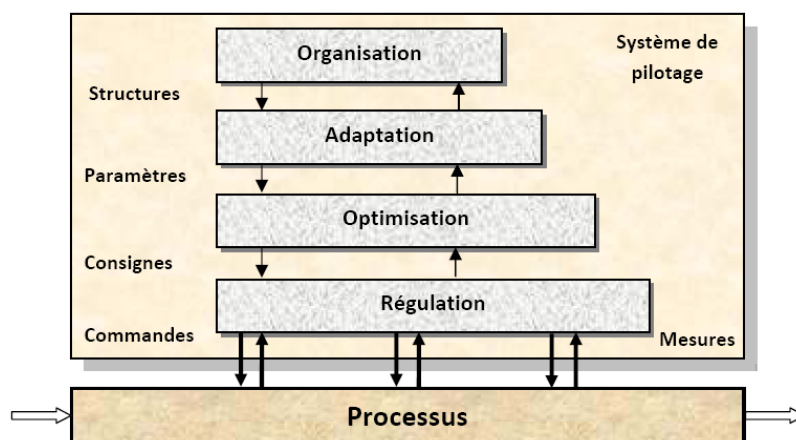 Organisation
Système de
pilotage
Structures
Adaptation
Paramètres
Optimisation
Consignes
Régulation
Commandes
Mesures
Processus